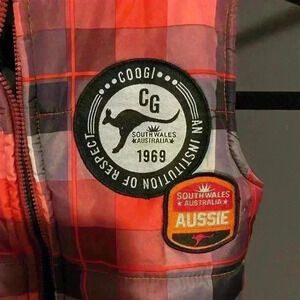 COOGI
CG
SOUTH WALES
AUSTRALIA
1969
AN INSTITUTION OF RESPECT
SOUTH WALES
AUSTRALIA
AUSSIE